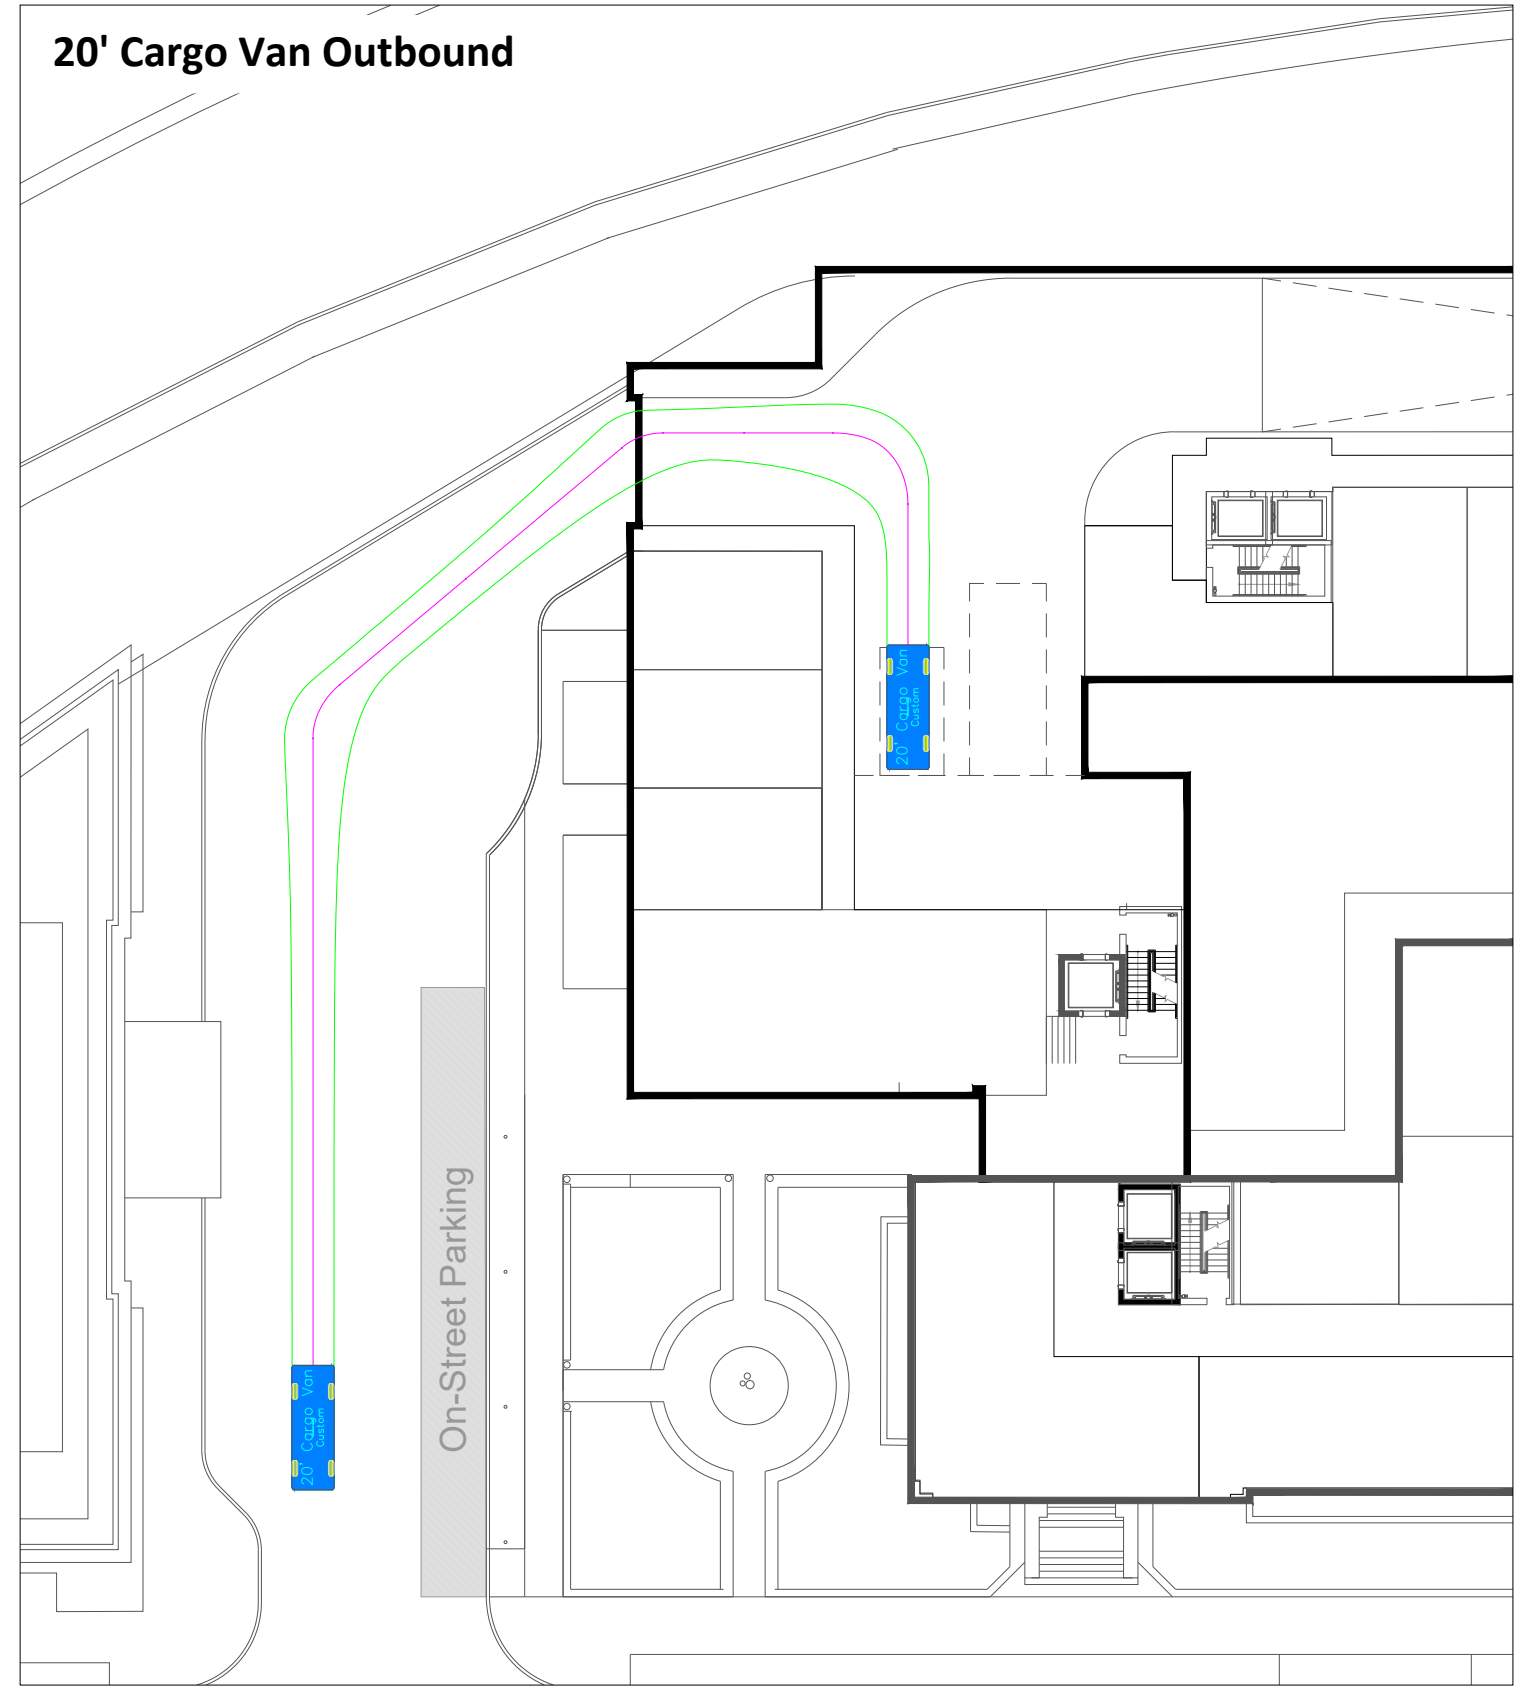 20' Cargo Van Outbound
20' Cargo Van
Custom
On-Street Parking
20' Cargo Van
Custom